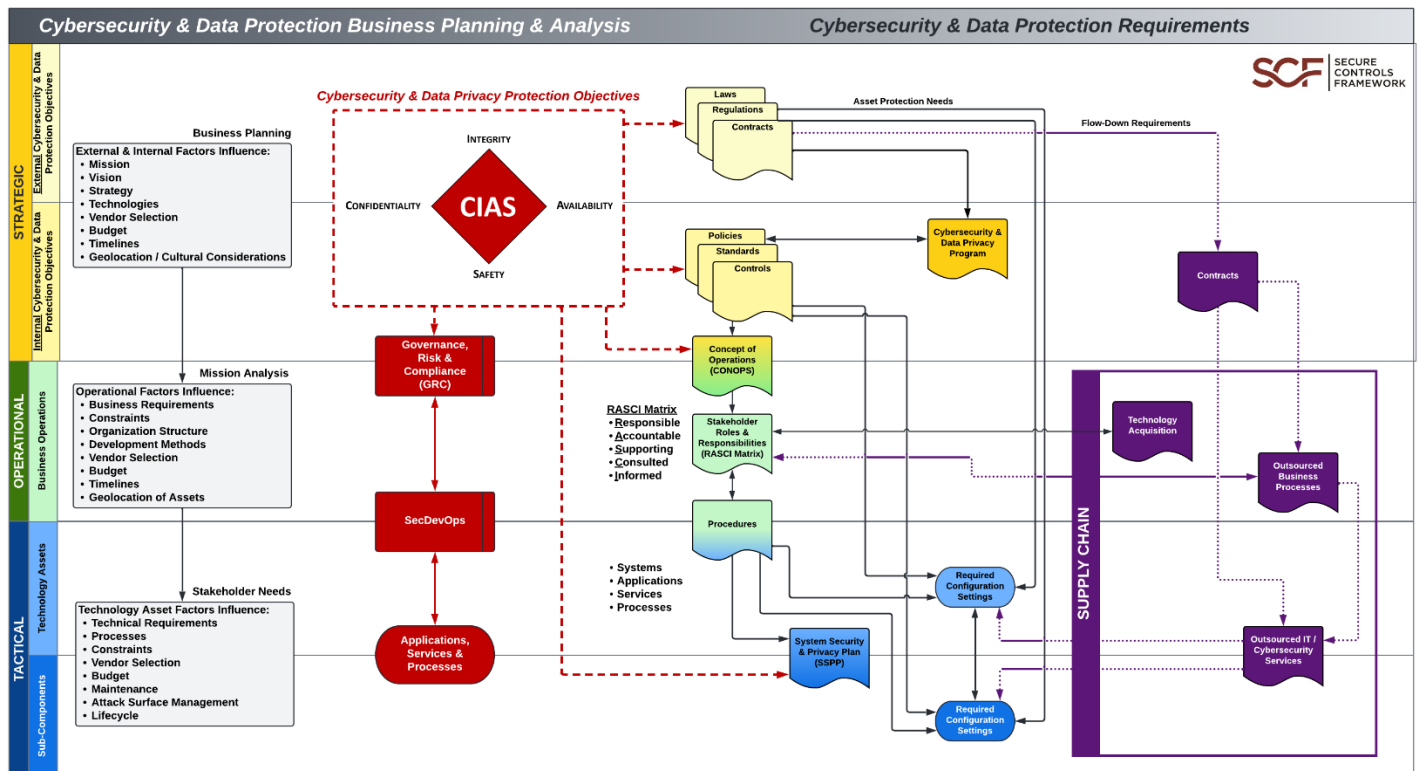 Cybersecurity & Data Protection Business Planning & Analysis
Cybersecurity & Data Protection Requirements
SCF
SECURE
CONTROLS
FRAMEWORK
STRATEGIC
External Cybersecurity & Data
Protection Objectives
Internal Cybersecurity & Data
Protection Objectives
OPERATIONAL
Business Operations
TACTICAL
Technology Assets
Sub-Components
Business Planning
External & Internal Factors Influence:
• Mission
• Vision
• Strategy
• Technologies
• Vendor Selection
• Budget
• Timelines
• Geolocation / Cultural Considerations
Mission Analysis
Operational Factors Influence:
• Business Requirements
• Constraints
• Organization Structure
• Development Methods
• Vendor Selection
• Budget
• Timelines
• Geolocation of Assets
Stakeholder Needs
Technology Asset Factors Influence:
• Technical Requirements
• Processes
• Constraints
• Vendor Selection
• Budget
• Maintenance
• Attack Surface Management
• Lifecycle
Cybersecurity & Data Privacy Protection Objectives
INTEGRITY
CONFIDENTIALITY
CIAS
AVAILABILITY
SAFETY
Governance,
Risk &
Compliance
(GRC)
SecDevOps
Applications,
Services &
Processes
Laws
Regulations
Contracts
Asset Protection Needs
Flow-Down Requirements
Policies
Standards
Controls
Cybersecurity &
Data Privacy
Program
Contracts
Concept of
Operations
(CONOPS)
RASCI Matrix
• Responsible
• Accountable
• Supporting
• Consulted
• Informed
Stakeholder
Roles &
Responsibilities
(RASCI Matrix)
Procedures
• Systems
• Applications
• Services
• Processes
System Security
& Privacy Plan
(SSPP)
Required
Configuration
Settings
Required
Configuration
Settings
SUPPLY CHAIN
Technology
Acquisition
Outsourced
Business
Processes
Outsourced IT /
Cybersecurity
Services